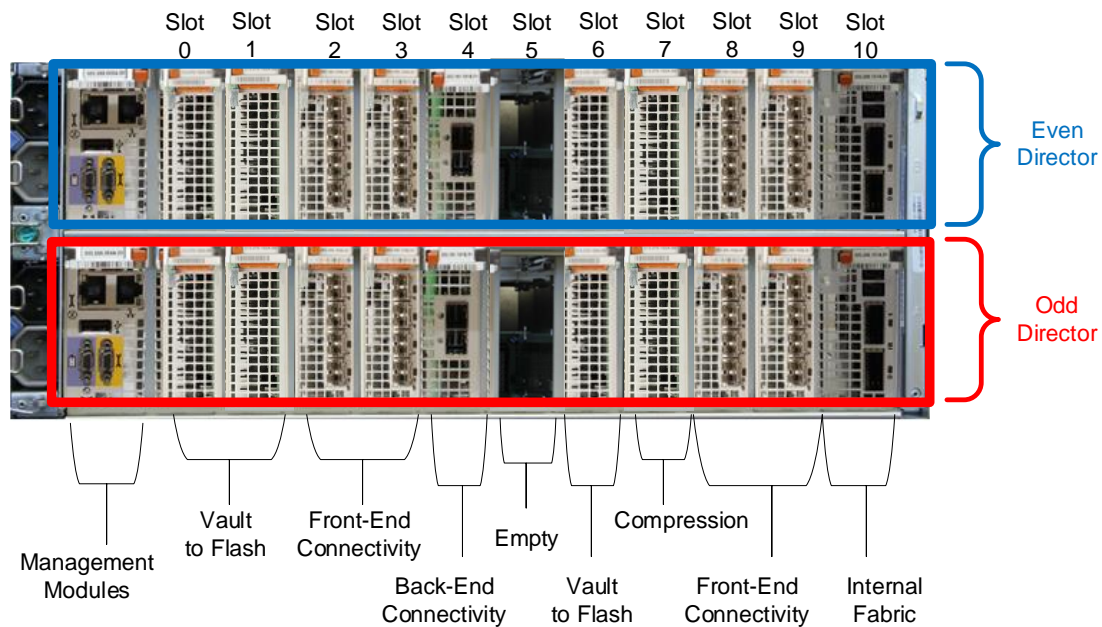 Slot Slot Slot Slot Slot Slot Slot Slot Slot Slot Slot
0 1 2 3 4 5 6 7 8 9 10
Even
Director
Odd
Director
Vault
to Flash
Front-End
Connectivity
Empty
Compression
Management
Modules
Back-End
Connectivity
Vault
to Flash
Front-End
Connectivity
Internal
Fabric